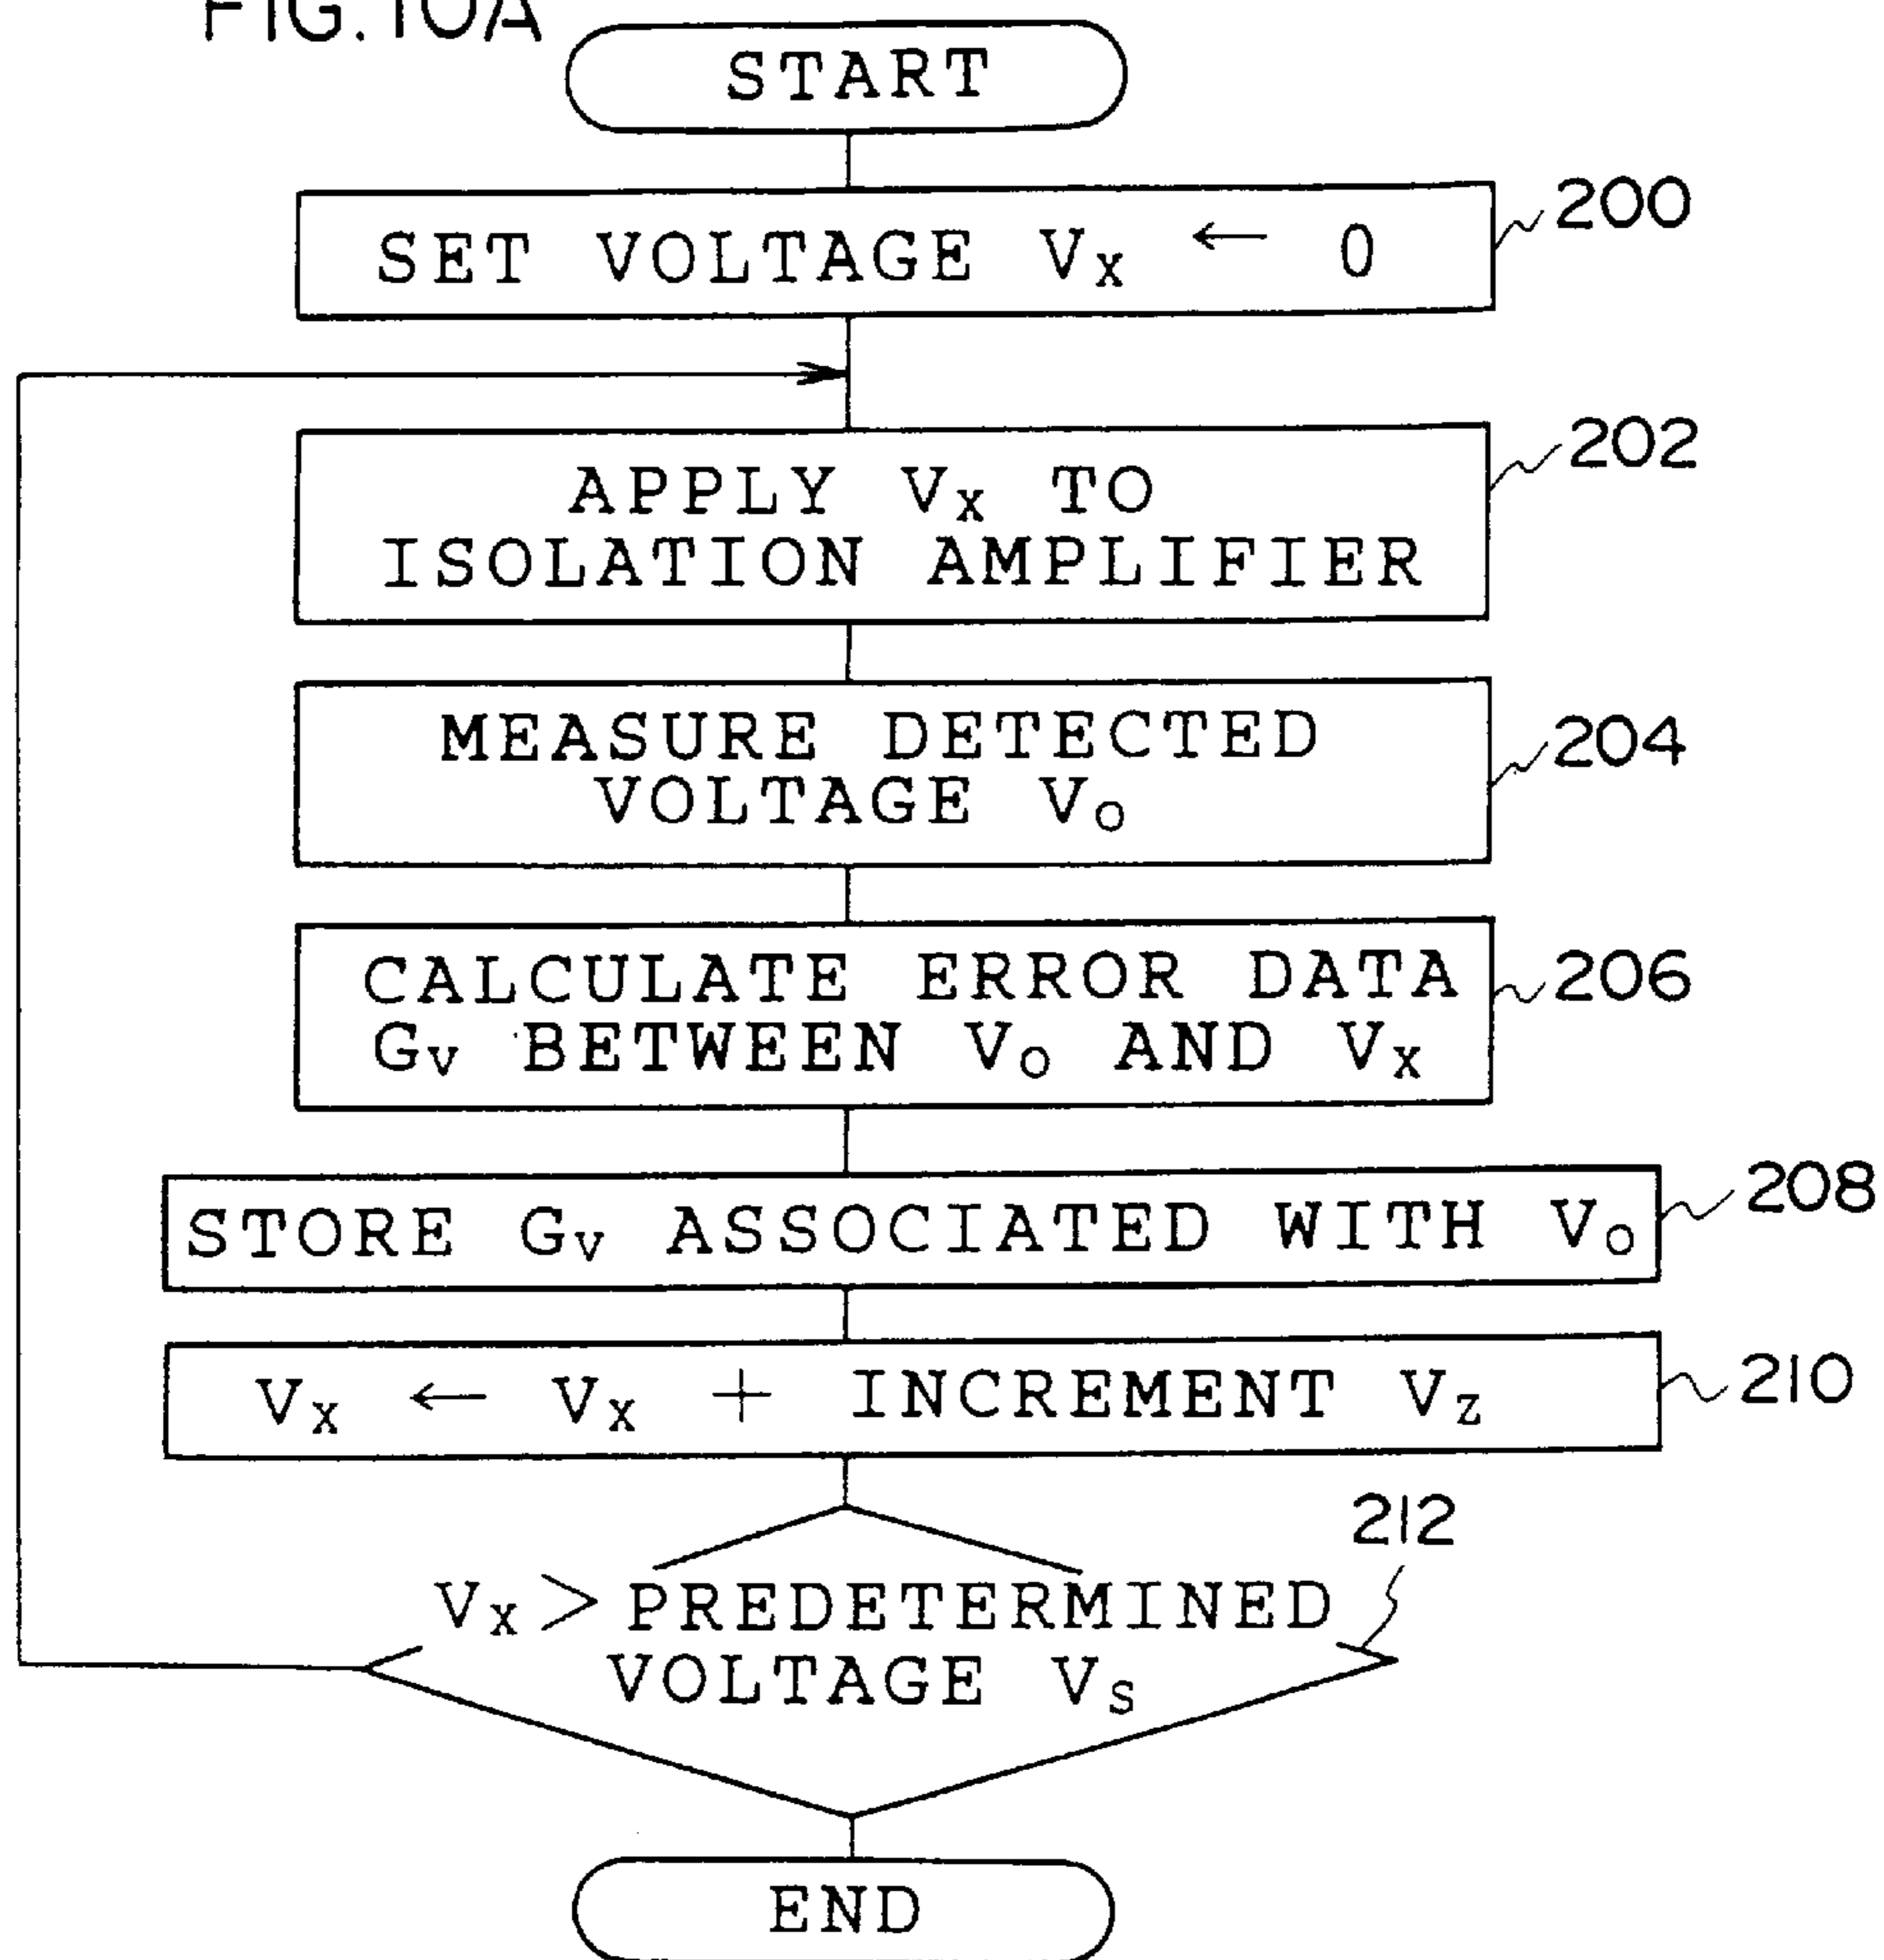 FIG.10A
START
SET VOLTAGE Vx ← 0
200
APPLY Vx TO
ISOLATION AMPLIFIER
202
MEASURE DETECTED
VOLTAGE Vo
204
CALCULATE ERROR DATA
Gv BETWEEN Vo AND Vx
206
STORE Gv ASSOCIATED WITH Vo
208
Vx ← Vx + INCREMENT Vz
210
212
Vx > PREDETERMINED
VOLTAGE Vs
END